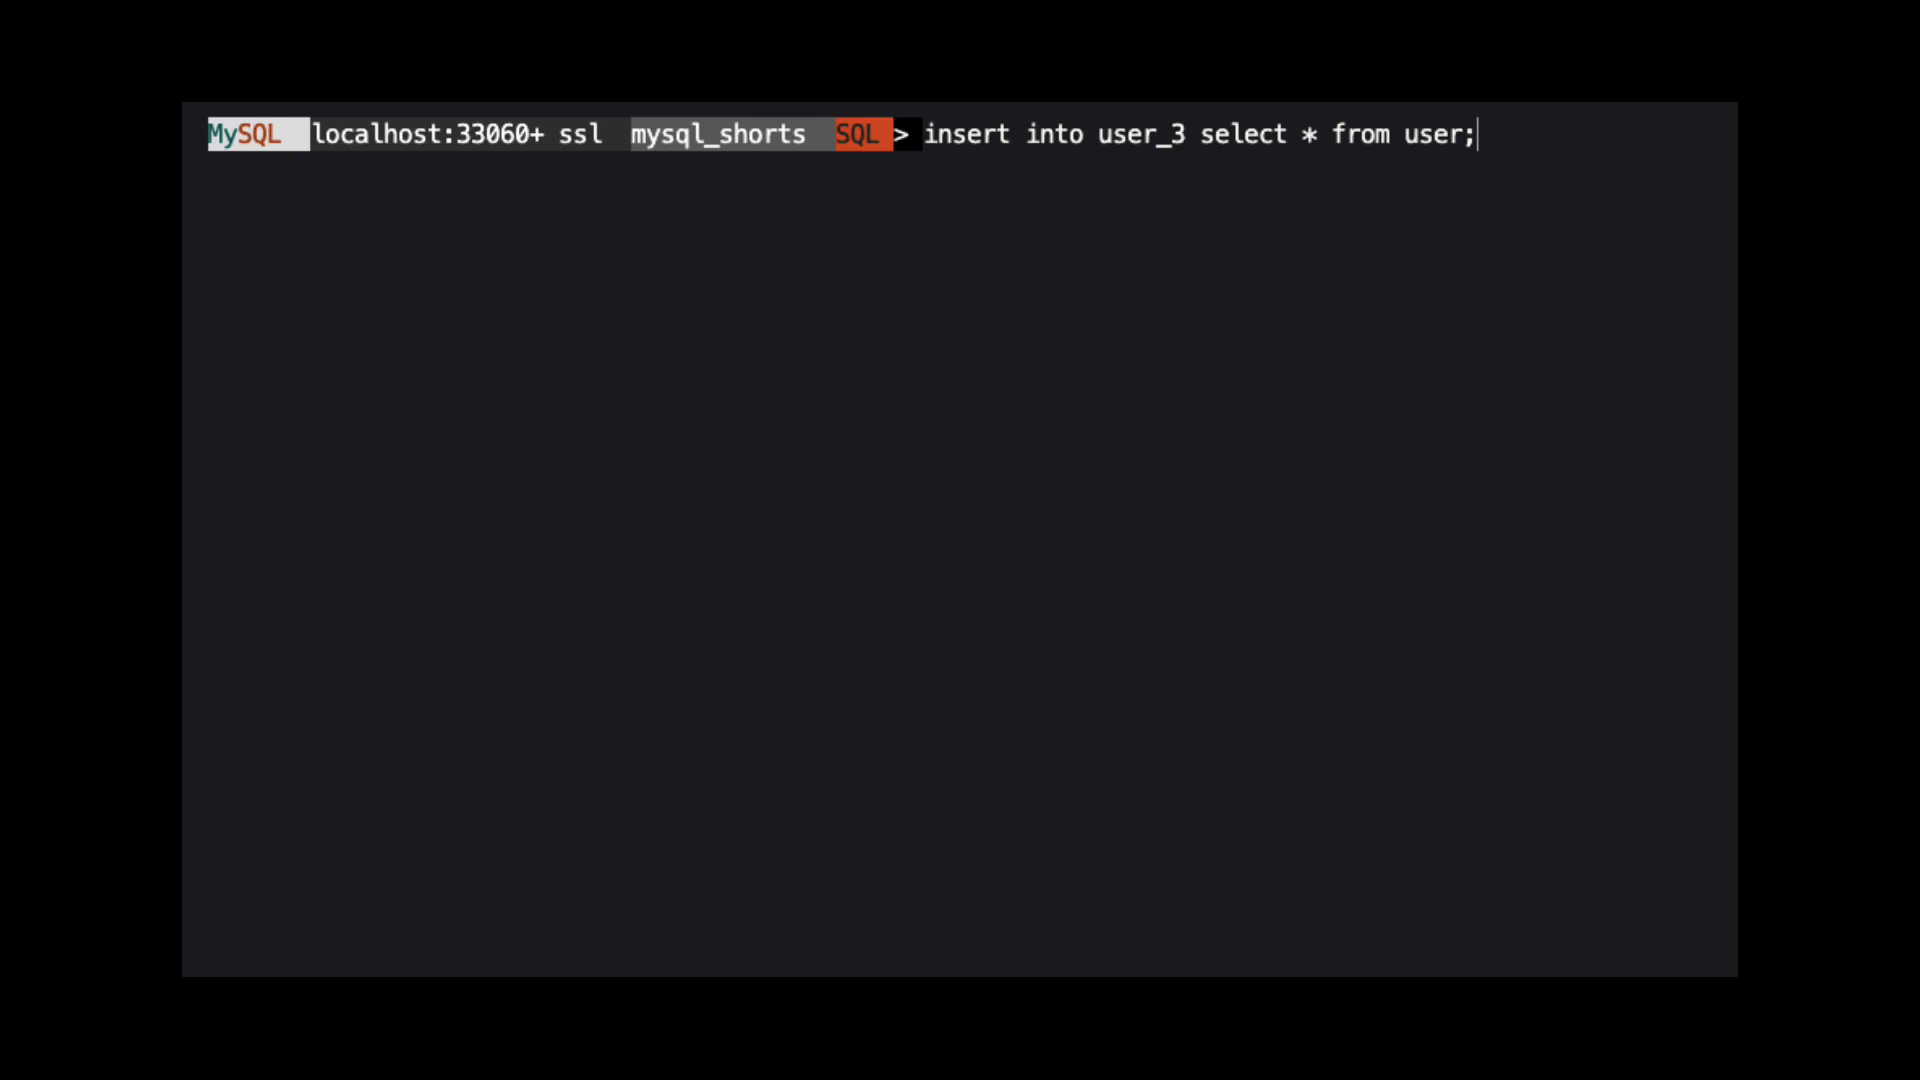 MySQL localhost:33060+ ssl mysql_shorts SQL > insert into user_3 select * from user;